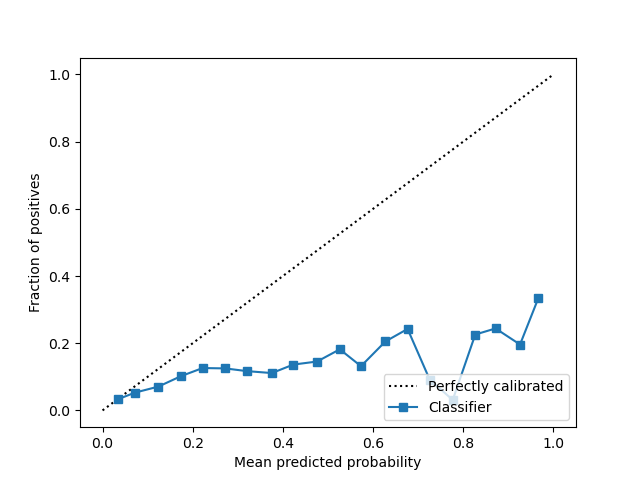 1.0
0.8
0.6
0.4
0.2
0.0
Fraction of positives
Perfectly calibrated
Classifier
0.0 0.2 0.4 0.6 0.8 1.0
Mean predicted probability